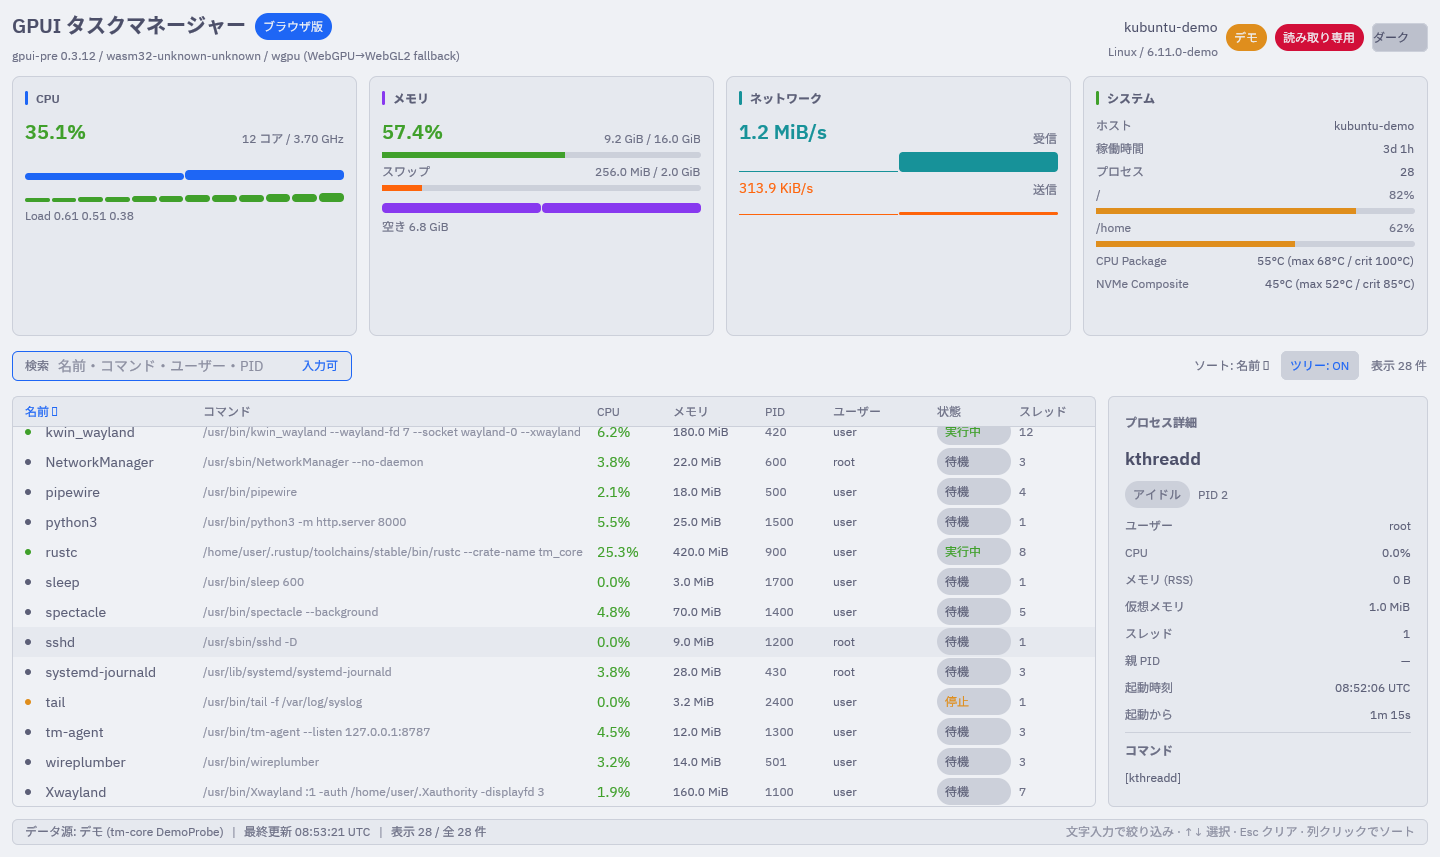 GPUI タスクマネージャー ブラウザ版
gpui-pre 0.3.12 / wasm32-unknown-unknown / wgpu (WebGPU→WebGL2 fallback)
kubuntu-demo
Linux / 6.11.0-demo
デモ 読み取り専用 ダーク
CPU
35.1% 12 コア / 3.70 GHz
Load 0.61 0.51 0.38
メモリ
57.4% 9.2 GiB / 16.0 GiB
スワップ 256.0 MiB / 2.0 GiB
空き 6.8 GiB
ネットワーク
1.2 MiB/s 受信
313.9 KiB/s 送信
システム
ホスト kubuntu-demo
稼働時間 3d 1h
プロセス 28
/ 82%
/home 62%
CPU Package 55°C (max 68°C / crit 100°C)
NVMe Composite 45°C (max 52°C / crit 85°C)
検索 名前・コマンド・ユーザー・PID 入力可
ソート: 名前 ツリー: ON 表示 28 件
名前 コマンド CPU メモリ PID ユーザー 状態 スレッド
kwin_wayland /usr/bin/kwin_wayland --wayland-fd 7 --socket wayland-0 --xwayland 6.2% 180.0 MiB 420 user 実行中 12
NetworkManager /usr/sbin/NetworkManager --no-daemon 3.8% 22.0 MiB 600 root 待機 3
pipewire /usr/bin/pipewire 2.1% 18.0 MiB 500 user 待機 4
python3 /usr/bin/python3 -m http.server 8000 5.5% 25.0 MiB 1500 user 待機 1
rustc /home/user/.rustup/toolchains/stable/bin/rustc --crate-name tm_core 25.3% 420.0 MiB 900 user 実行中 8
sleep /usr/bin/sleep 600 0.0% 3.0 MiB 1700 user 待機 1
spectacle /usr/bin/spectacle --background 4.8% 70.0 MiB 1400 user 待機 5
sshd /usr/sbin/sshd -D 0.0% 9.0 MiB 1200 root 待機 1
systemd-journald /usr/lib/systemd/systemd-journald 3.8% 28.0 MiB 430 root 待機 3
tail /usr/bin/tail -f /var/log/syslog 0.0% 3.2 MiB 2400 user 停止 1
tm-agent /usr/bin/tm-agent --listen 127.0.0.1:8787 4.5% 12.0 MiB 1300 user 待機 3
wireplumber /usr/bin/wireplumber 3.2% 14.0 MiB 501 user 待機 3
Xwayland /usr/bin/Xwayland :1 -auth /home/user/.Xauthority -displayfd 3 1.9% 160.0 MiB 1100 user 待機 7
プロセス詳細
kthreadd
アイドル PID 2
ユーザー root
CPU 0.0%
メモリ (RSS) 0 B
仮想メモリ 1.0 MiB
スレッド 1
親 PID —
起動時刻 08:52:06 UTC
起動から 1m 15s
コマンド
[kthreadd]
データ源: デモ (tm-core DemoProbe) | 最終更新 08:53:21 UTC | 表示 28 / 全 28 件
文字入力で絞り込み · ↑↓ 選択 · Esc クリア · 列クリックでソート